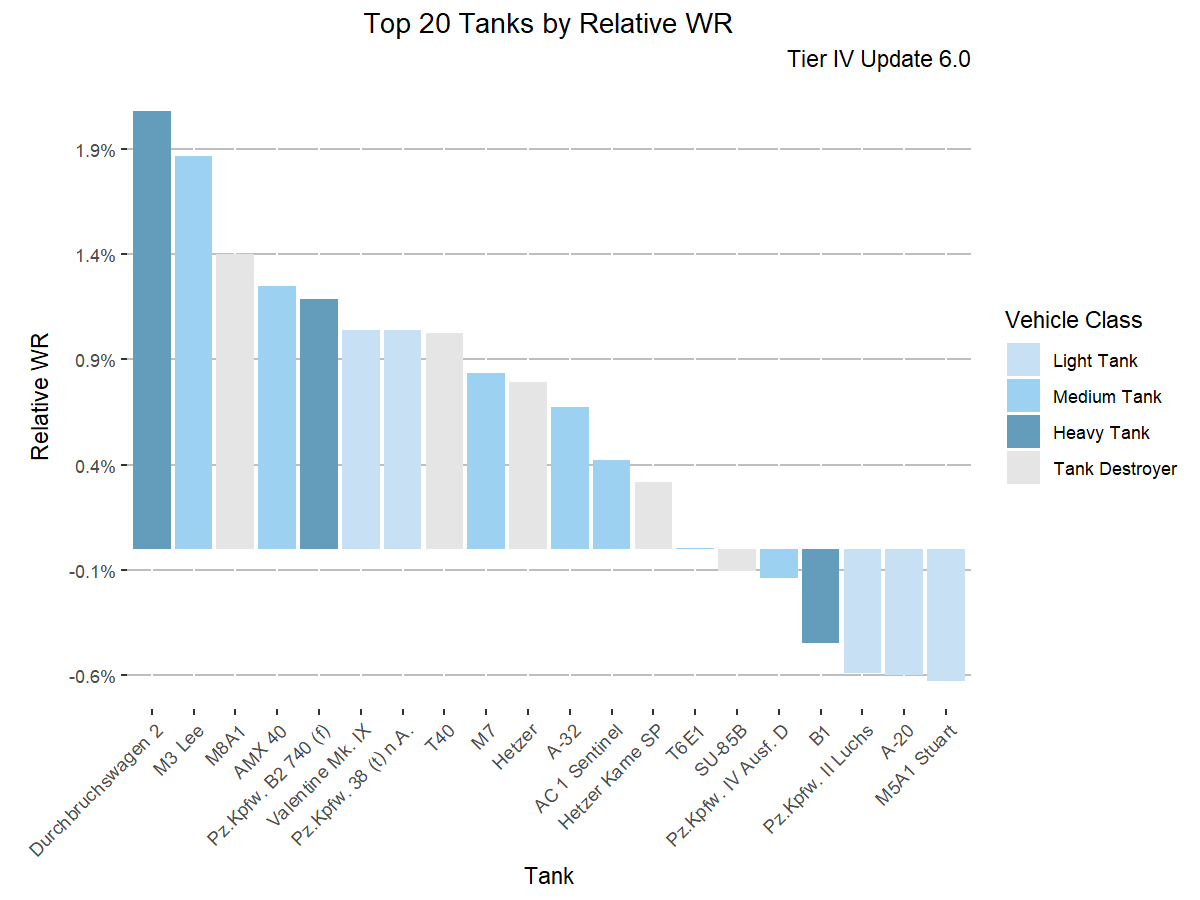 Top 20 Tanks by Relative WR
Tier IV Update 6.0
1.9%
1.4%
0.9%
0.4%
-0.1%
-0.6%
Relative WR
Durchbruchswagen 2
M3 Lee
M8A1
AMX 40
Pz.Kpfw. B2 740 (f)
Valentine Mk. IX
Pz.Kpfw. 38 (t) n.A.
T40
M7
Hetzer
A-32
AC 1 Sentinel
Hetzer Kame SP
T6E1
SU-85B
Pz.Kpfw. IV Ausf. D
B1
Pz.Kpfw. II Luchs
A-20
M5A1 Stuart
Tank
Vehicle Class
Light Tank
Medium Tank
Heavy Tank
Tank Destroyer